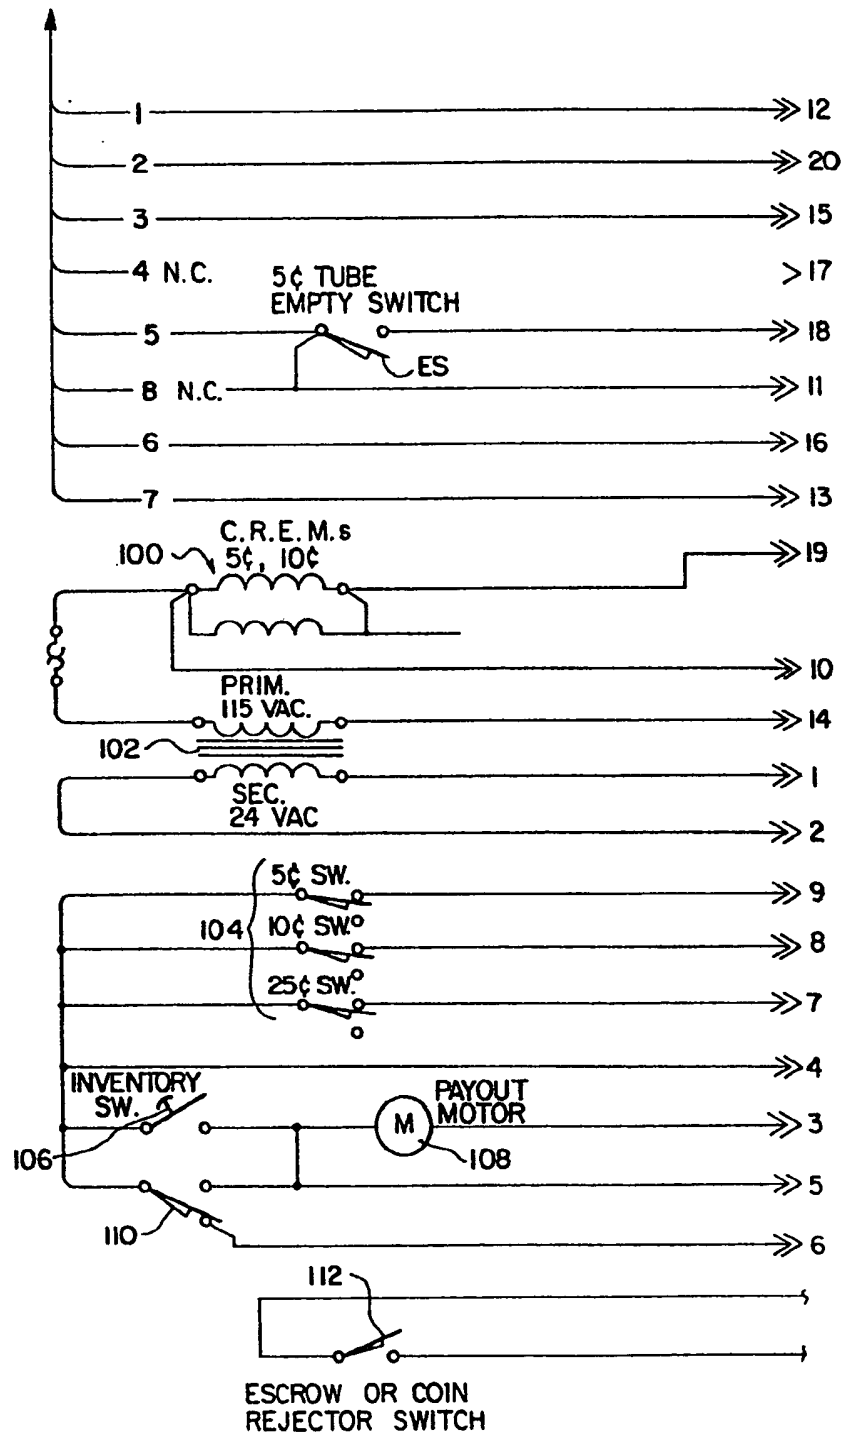 1 12
2 20
3 15
4 N.C. 17
5¢ TUBE
EMPTY SWITCH
5 18
ES
8 N.C. 11
6 16
7 13
C.R.E.M.s
100 5¢, 10¢ 19
10
PRIM.
115 VAC. 14
102
1
SEC.
24 VAC 2
5¢ SW. 9
104 10¢ SW. 8
25¢ SW. 7
4
INVENTORY
SW.
PAYOUT
MOTOR
M 3
106 108
5
110 6
112
ESCROW OR COIN
REJECTOR SWITCH